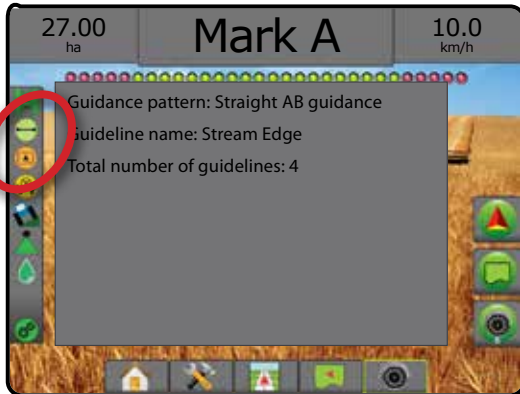 27.00
ha
Mark A
10.0
km/h
Guidance pattern: Straight AB guidance
Guideline name: Stream Edge
Total number of guidelines: 4